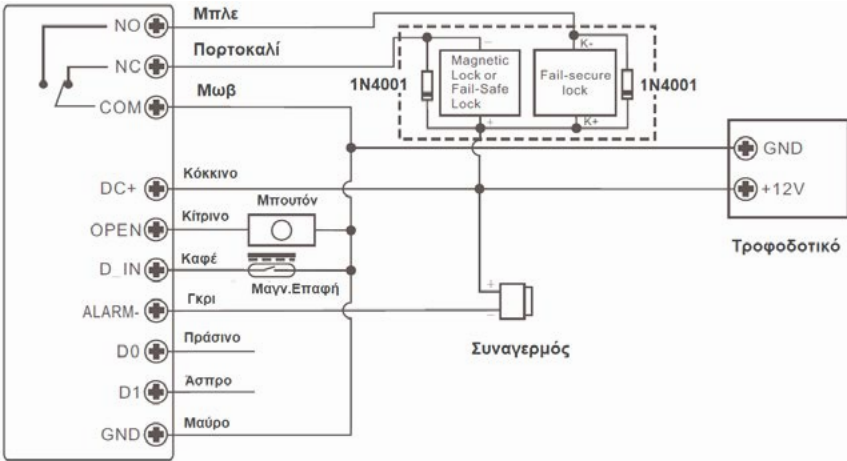 NO
Μπλε
NC
Πορτοκαλί
COM
Μωβ
1N4001
Magnetic
Lock or
Fail-Safe
Lock
−
+
K-
Fail-secure
lock
K+
1N4001
GND
+12V
Τροφοδοτικό
DC+
Κόκκινο
OPEN
Κίτρινο
Μπουτόν
D_IN
Καφέ
Μαγν.Επαφή
ALARM-
Γκρι
+
−
Συναγερμός
D0
Πράσινο
D1
Άσπρο
GND
Μαύρο